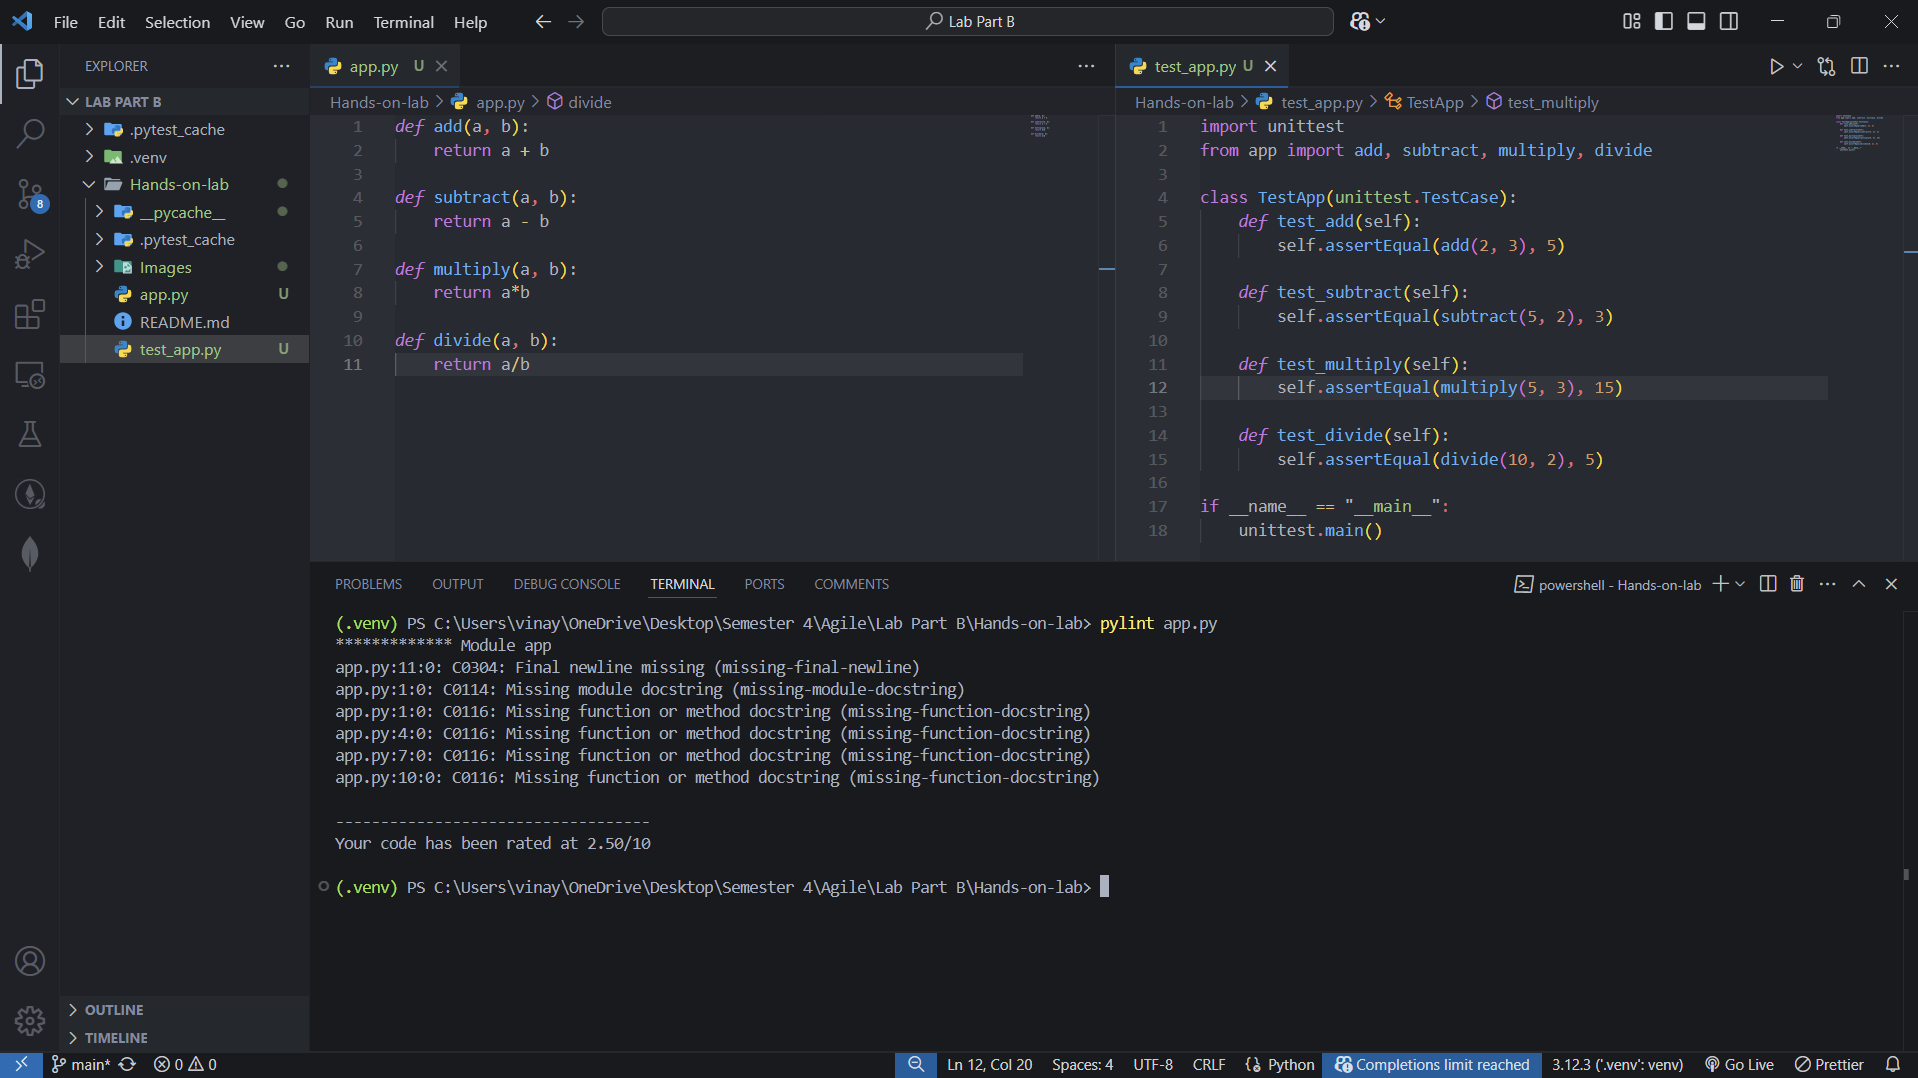 File Edit Selection View Go Run Terminal Help
Lab Part B
EXPLORER
LAB PART B
.pytest_cache
.venv
Hands-on-lab
__pycache__
.pytest_cache
Images
app.py U
README.md
test_app.py U
OUTLINE
TIMELINE
8
app.py U
Hands-on-lab > app.py > divide
1 def add(a, b):
2 return a + b
3
4 def subtract(a, b):
5 return a - b
6
7 def multiply(a, b):
8 return a*b
9
10 def divide(a, b):
11 return a/b
test_app.py U
Hands-on-lab > test_app.py > TestApp > test_multiply
1 import unittest
2 from app import add, subtract, multiply, divide
3
4 class TestApp(unittest.TestCase):
5 def test_add(self):
6 self.assertEqual(add(2, 3), 5)
7
8 def test_subtract(self):
9 self.assertEqual(subtract(5, 2), 3)
10
11 def test_multiply(self):
12 self.assertEqual(multiply(5, 3), 15)
13
14 def test_divide(self):
15 self.assertEqual(divide(10, 2), 5)
16
17 if __name__ == "__main__":
18 unittest.main()
PROBLEMS OUTPUT DEBUG CONSOLE TERMINAL PORTS COMMENTS
powershell - Hands-on-lab
(.venv) PS C:\Users\vinay\OneDrive\Desktop\Semester 4\Agile\Lab Part B\Hands-on-lab> pylint app.py
************* Module app
app.py:11:0: C0304: Final newline missing (missing-final-newline)
app.py:1:0: C0114: Missing module docstring (missing-module-docstring)
app.py:1:0: C0116: Missing function or method docstring (missing-function-docstring)
app.py:4:0: C0116: Missing function or method docstring (missing-function-docstring)
app.py:7:0: C0116: Missing function or method docstring (missing-function-docstring)
app.py:10:0: C0116: Missing function or method docstring (missing-function-docstring)
-----------------------------------
Your code has been rated at 2.50/10
(.venv) PS C:\Users\vinay\OneDrive\Desktop\Semester 4\Agile\Lab Part B\Hands-on-lab>
main* 0 0 Ln 12, Col 20 Spaces: 4 UTF-8 CRLF Python Completions limit reached 3.12.3 ('.venv': venv) Go Live Prettier